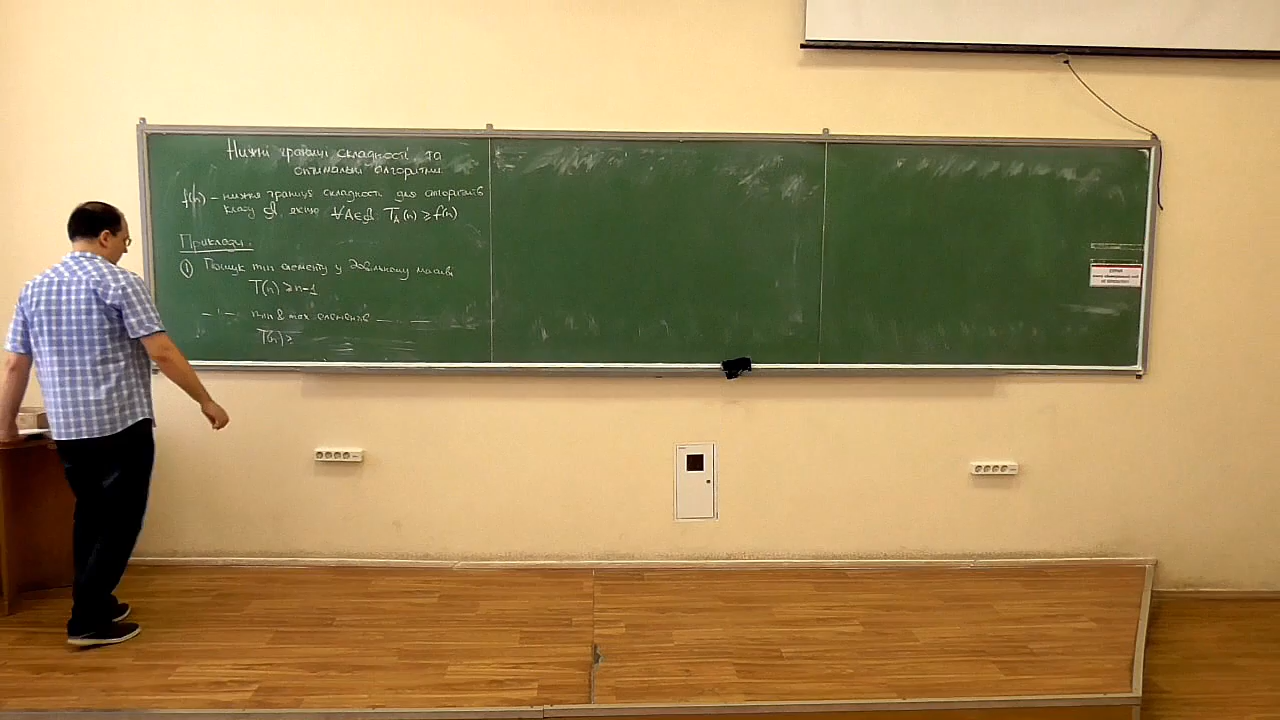 Нижні границі складності та
оптимальні алгоритми.
f(n) – нижня границя складності для алгоритмів
класу 𝒜, якщо ∀A∈𝒜 T_A(n) ≥ f(n)
Приклади:
① Пошук min елементу у довільному масиві
T(n) ≥ n-1
— ı — min & max елементів ———
T(n) ≥